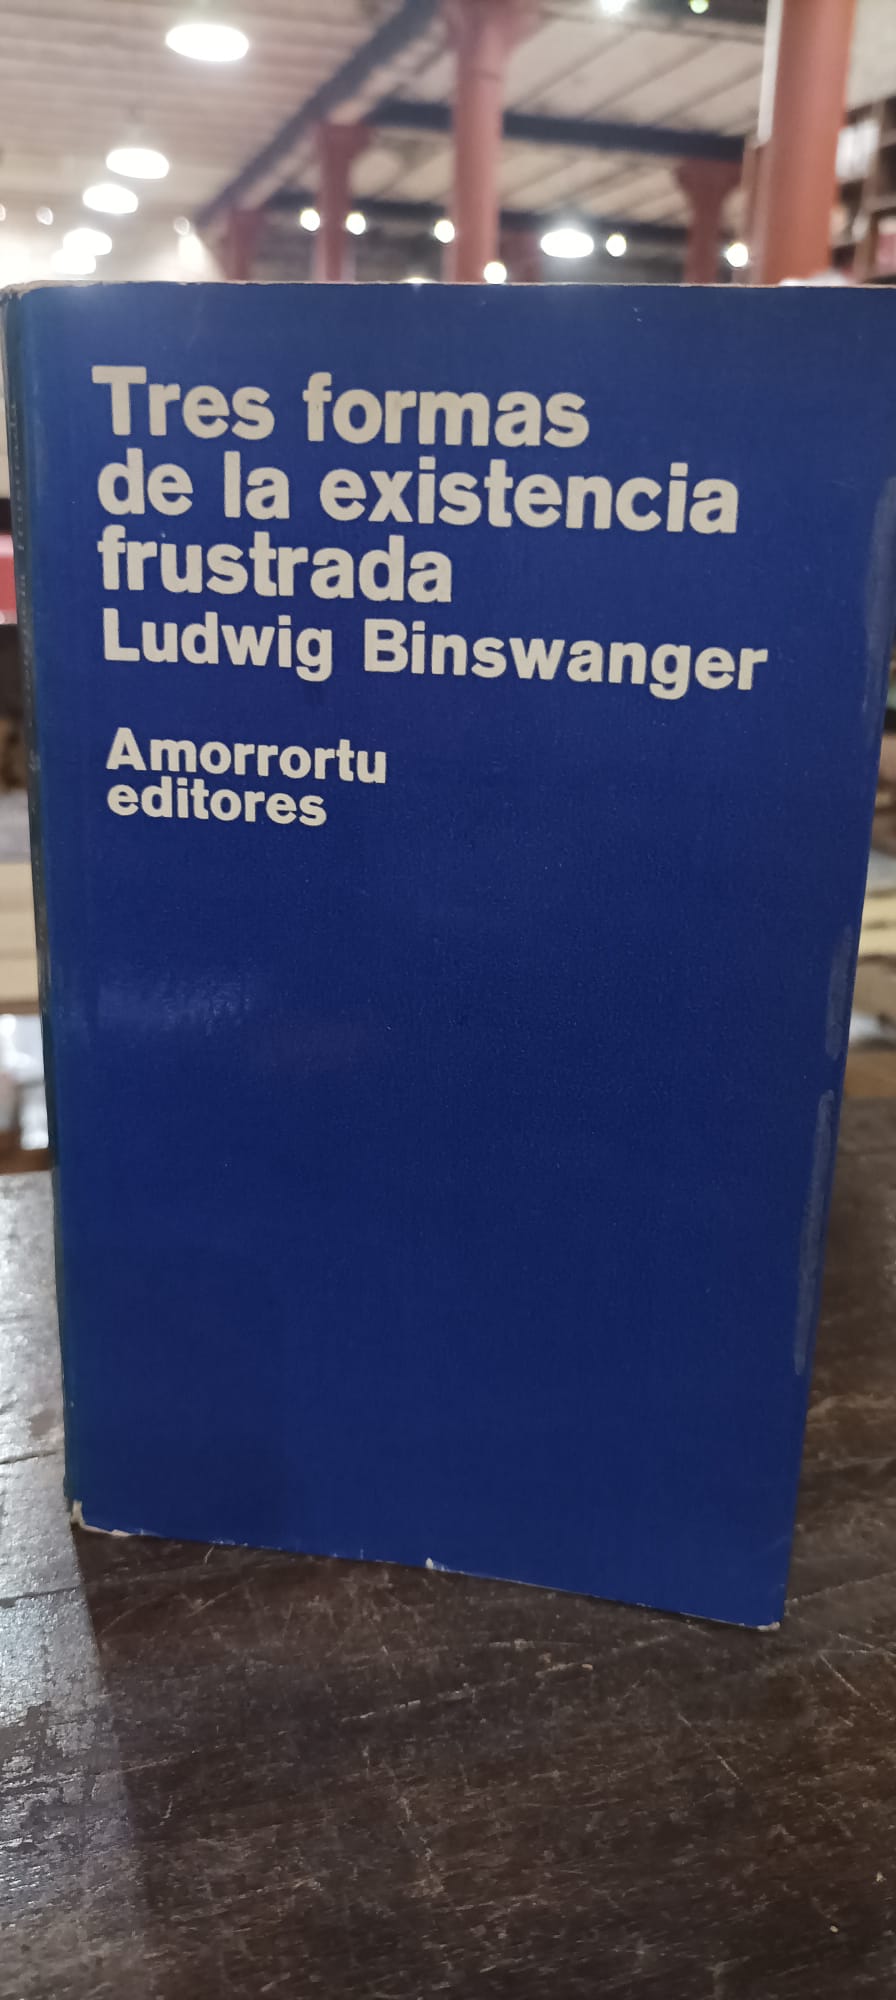 Tres formas
de la existencia
frustrada
Ludwig Binswanger
Amorrortu
editores